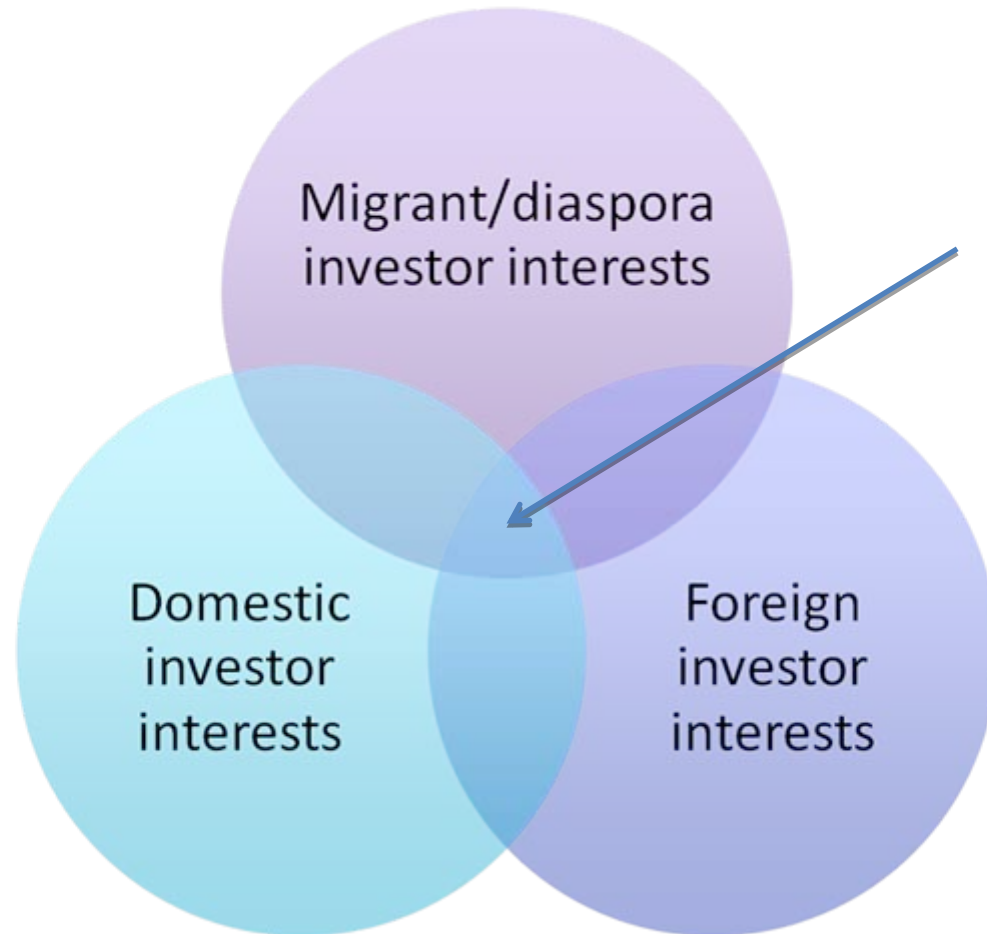 Migrant/diaspora
investor interests
Domestic
investor
interests
Foreign
investor
interests